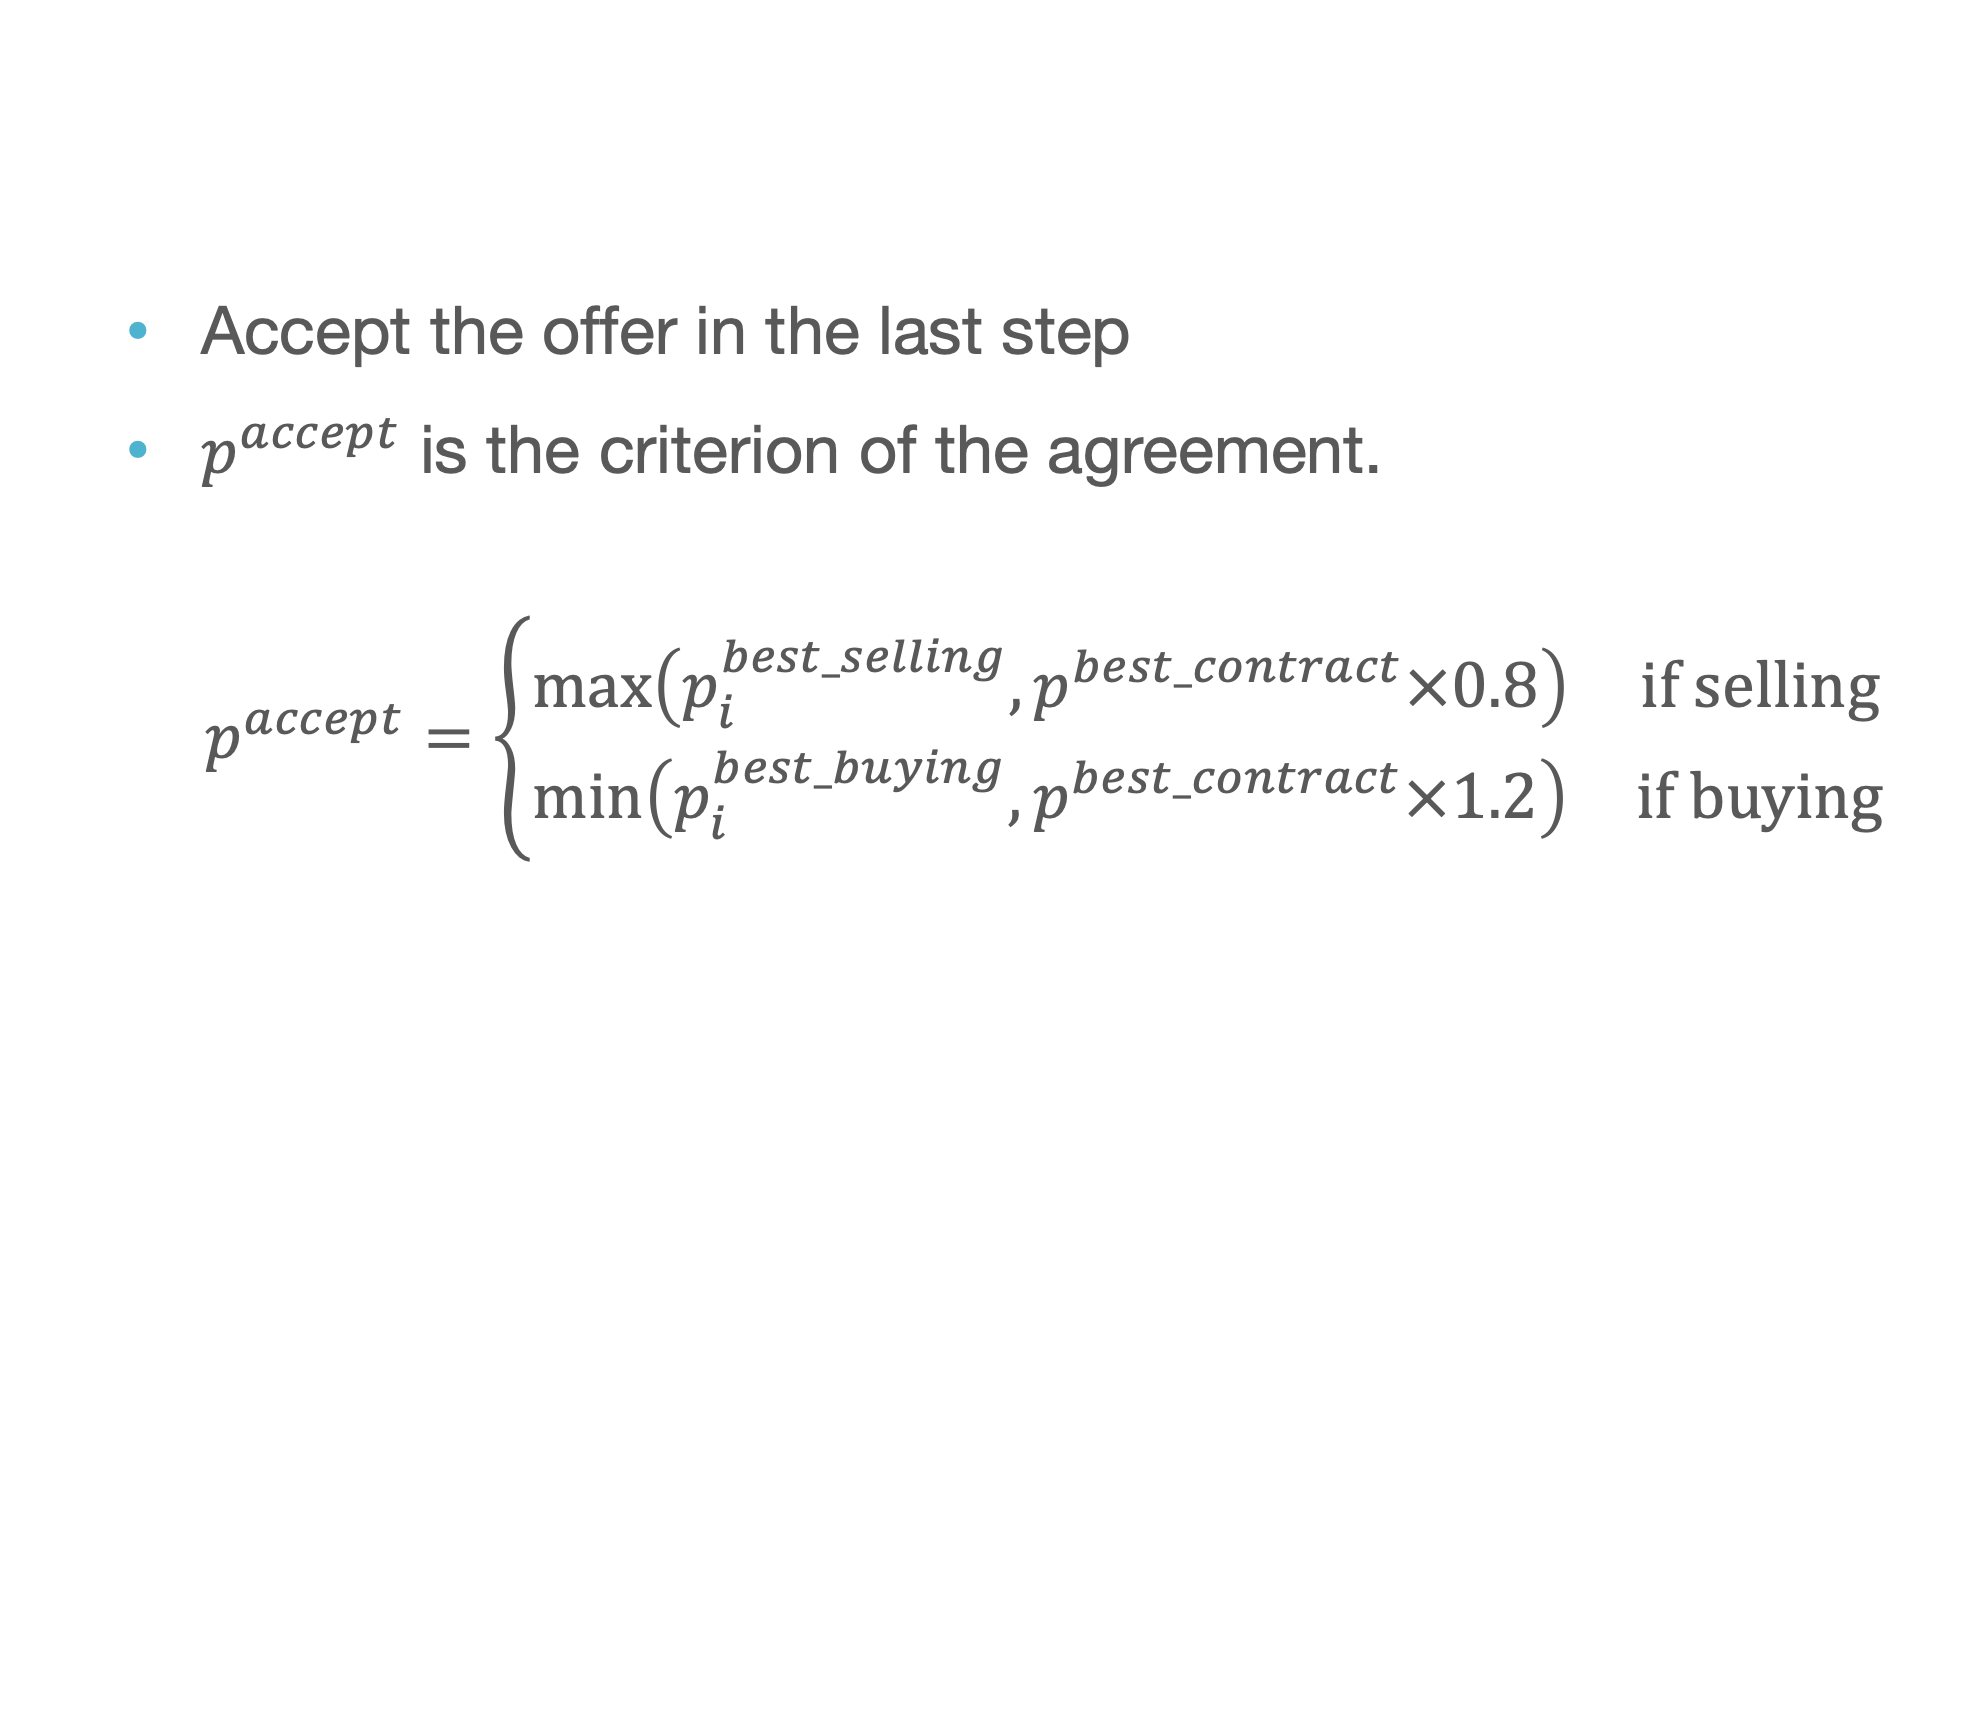 • Accept the offer in the last step
• p^accept is the criterion of the agreement.
p^accept = {
max(p_i^best_selling, p^best_contract×0.8) if selling
min(p_i^best_buying, p^best_contract×1.2) if buying